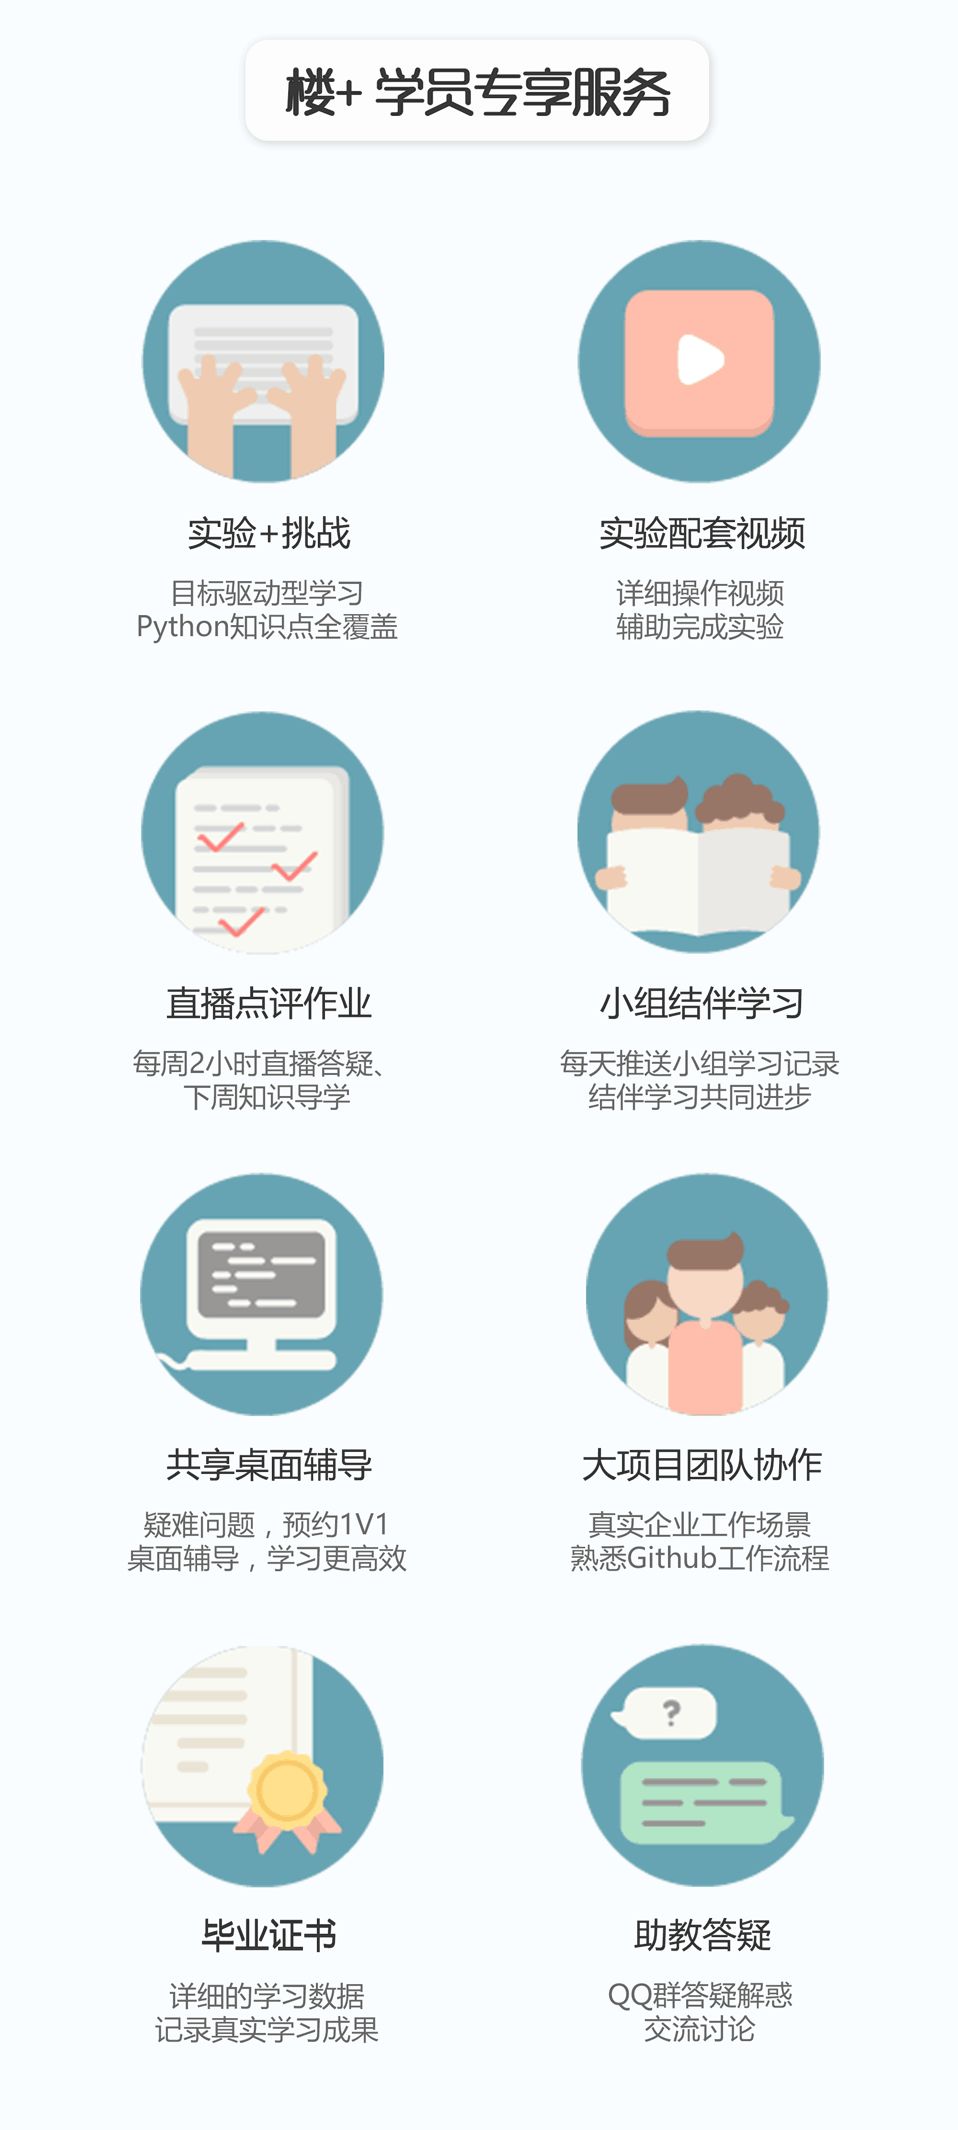 楼+ 学员专享服务
实验+挑战
目标驱动型学习
Python知识点全覆盖
实验配套视频
详细操作视频
辅助完成实验
直播点评作业
每周2小时直播答疑、
下周知识导学
小组结伴学习
每天推送小组学习记录
结伴学习共同进步
共享桌面辅导
疑难问题，预约1V1
桌面辅导，学习更高效
大项目团队协作
真实企业工作场景
熟悉Github工作流程
毕业证书
详细的学习数据
记录真实学习成果
?
助教答疑
QQ群答疑解惑
交流讨论